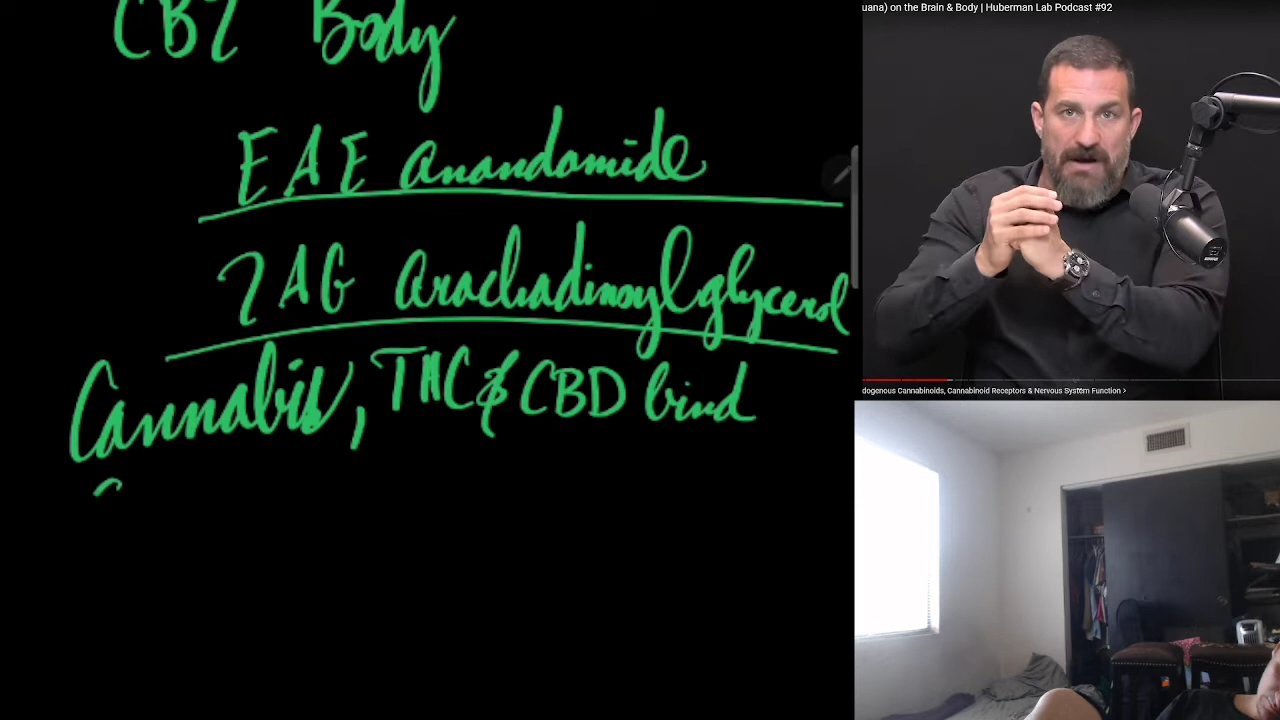 CB2 Body
EAE anandamide
2AG arachadinoylglycerol
Cannabis, THC & CBD bind
uana) on the Brain & Body | Huberman Lab Podcast #92
dogenous Cannabinoids, Cannabinoid Receptors & Nervous System Function >